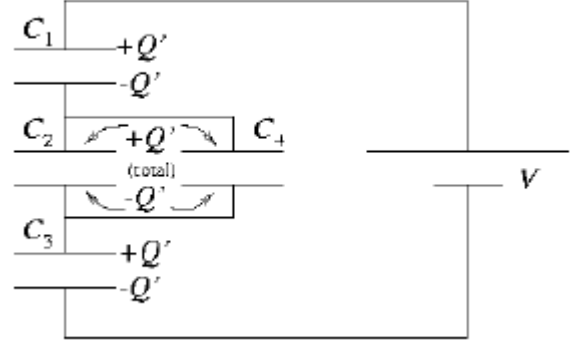 C₁ +Q'
-Q'
C₂ +Q' C₄
(total)
-Q' V
C₃ +Q'
-Q'